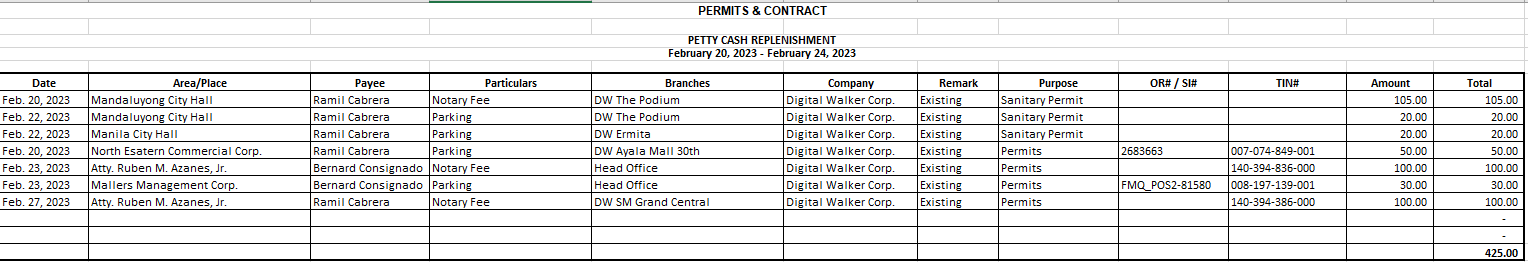 PERMITS & CONTRACT
PETTY CASH REPLENISHMENT
February 20, 2023 - February 24, 2023
Date Area/Place Payee Particulars Branches Company Remark Purpose OR# / SI# TIN# Amount Total
Feb. 20, 2023 Mandaluyong City Hall Ramil Cabrera Notary Fee DW The Podium Digital Walker Corp. Existing Sanitary Permit 105.00 105.00
Feb. 22, 2023 Mandaluyong City Hall Ramil Cabrera Parking DW The Podium Digital Walker Corp. Existing Sanitary Permit 20.00 20.00
Feb. 22, 2023 Manila City Hall Ramil Cabrera Parking DW Ermita Digital Walker Corp. Existing Sanitary Permit 20.00 20.00
Feb. 20, 2023 North Esatern Commercial Corp. Ramil Cabrera Parking DW Ayala Mall 30th Digital Walker Corp. Existing Permits 2683663 007-074-849-001 50.00 50.00
Feb. 23, 2023 Atty. Ruben M. Azanes, Jr. Bernard Consignado Notary Fee Head Office Digital Walker Corp. Existing Permits 140-394-836-000 100.00 100.00
Feb. 23, 2023 Mallers Management Corp. Bernard Consignado Parking Head Office Digital Walker Corp. Existing Permits FMQ_POS2-81580 008-197-139-001 30.00 30.00
Feb. 27, 2023 Atty. Ruben M. Azanes, Jr. Ramil Cabrera Notary Fee DW SM Grand Central Digital Walker Corp. Existing Permits 140-394-386-000 100.00 100.00
-
-
425.00